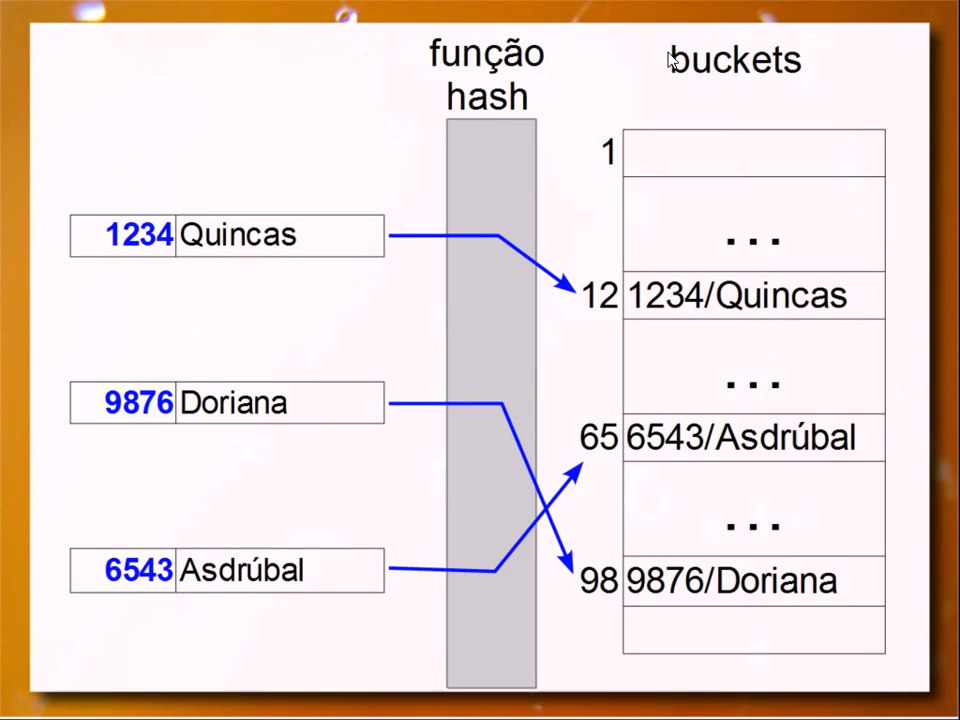 função
hash
buckets
1
...
1234 Quincas
12 1234/Quincas
...
9876 Doriana
65 6543/Asdrúbal
...
6543 Asdrúbal
98 9876/Doriana